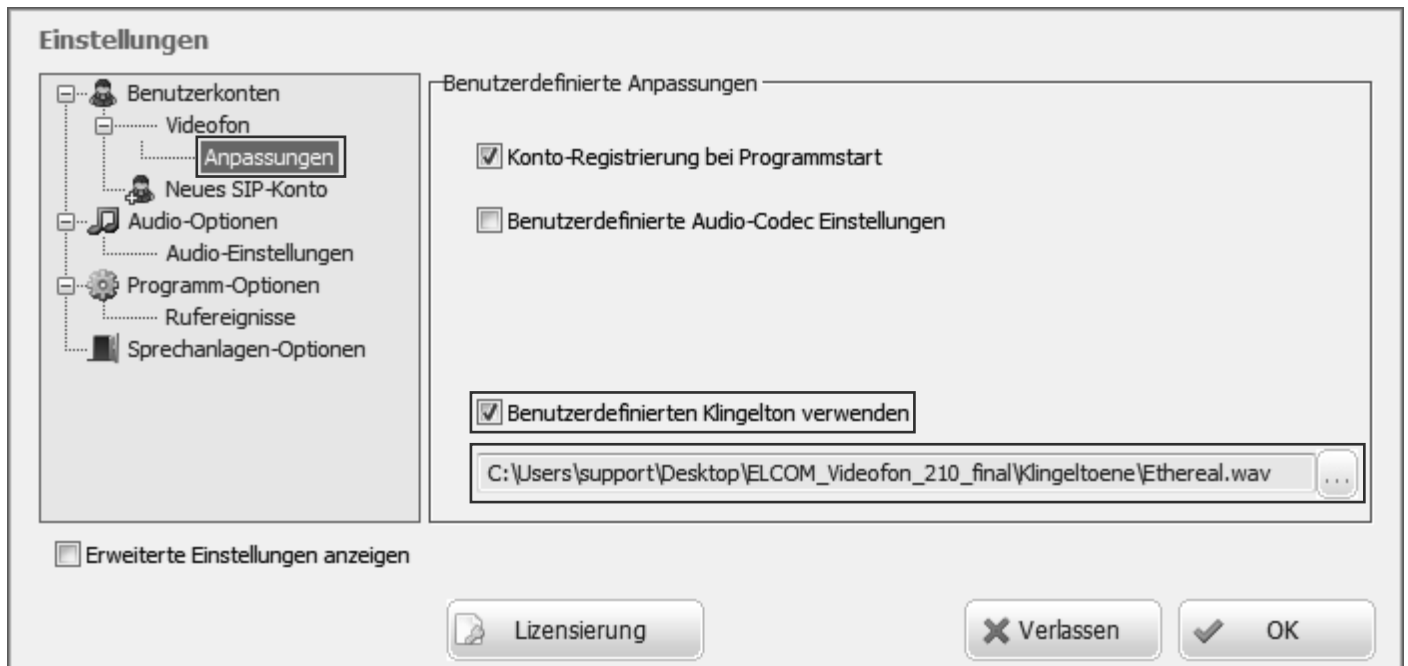 Einstellungen
Benutzerkonten
Videofon
Anpassungen
Neues SIP-Konto
Audio-Optionen
Audio-Einstellungen
Programm-Optionen
Rufereignisse
Sprechanlagen-Optionen
Benutzerdefinierte Anpassungen
Konto-Registrierung bei Programmstart
Benutzerdefinierte Audio-Codec Einstellungen
Benutzerdefinierten Klingelton verwenden
C:\Users\support\Desktop\ELCOM_Videofon_210_final\Klingeltoene\Ethereal.wav
...
Erweiterte Einstellungen anzeigen
Lizensierung
Verlassen
OK